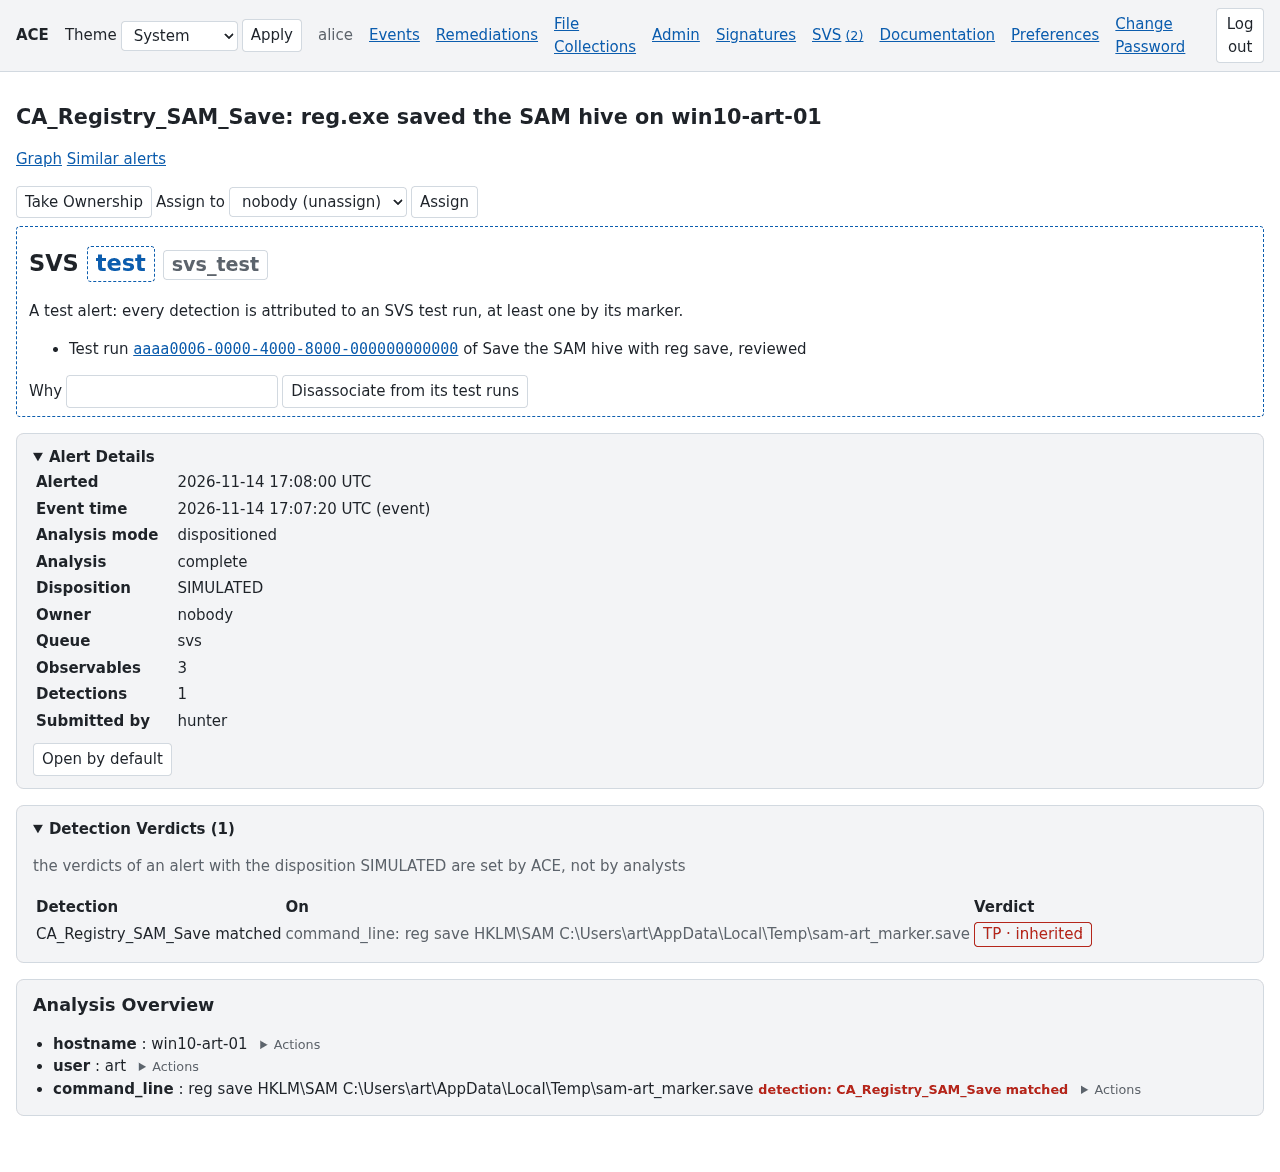 ACE Theme System Apply alice Events Remediations File Collections Admin Signatures SVS (2) Documentation Preferences Change Password Log out
CA_Registry_SAM_Save: reg.exe saved the SAM hive on win10-art-01
Graph Similar alerts
Take Ownership Assign to nobody (unassign) Assign
SVS test svs_test
A test alert: every detection is attributed to an SVS test run, at least one by its marker.
• Test run aaaa0006-0000-4000-8000-000000000000 of Save the SAM hive with reg save, reviewed
Why Disassociate from its test runs
▼ Alert Details
Alerted 2026-11-14 17:08:00 UTC
Event time 2026-11-14 17:07:20 UTC (event)
Analysis mode dispositioned
Analysis complete
Disposition SIMULATED
Owner nobody
Queue svs
Observables 3
Detections 1
Submitted by hunter
Open by default
▼ Detection Verdicts (1)
the verdicts of an alert with the disposition SIMULATED are set by ACE, not by analysts
Detection On Verdict
CA_Registry_SAM_Save matched command_line: reg save HKLM\SAM C:\Users\art\AppData\Local\Temp\sam-art_marker.save TP · inherited
Analysis Overview
• hostname : win10-art-01 ▶ Actions
• user : art ▶ Actions
• command_line : reg save HKLM\SAM C:\Users\art\AppData\Local\Temp\sam-art_marker.save detection: CA_Registry_SAM_Save matched ▶ Actions